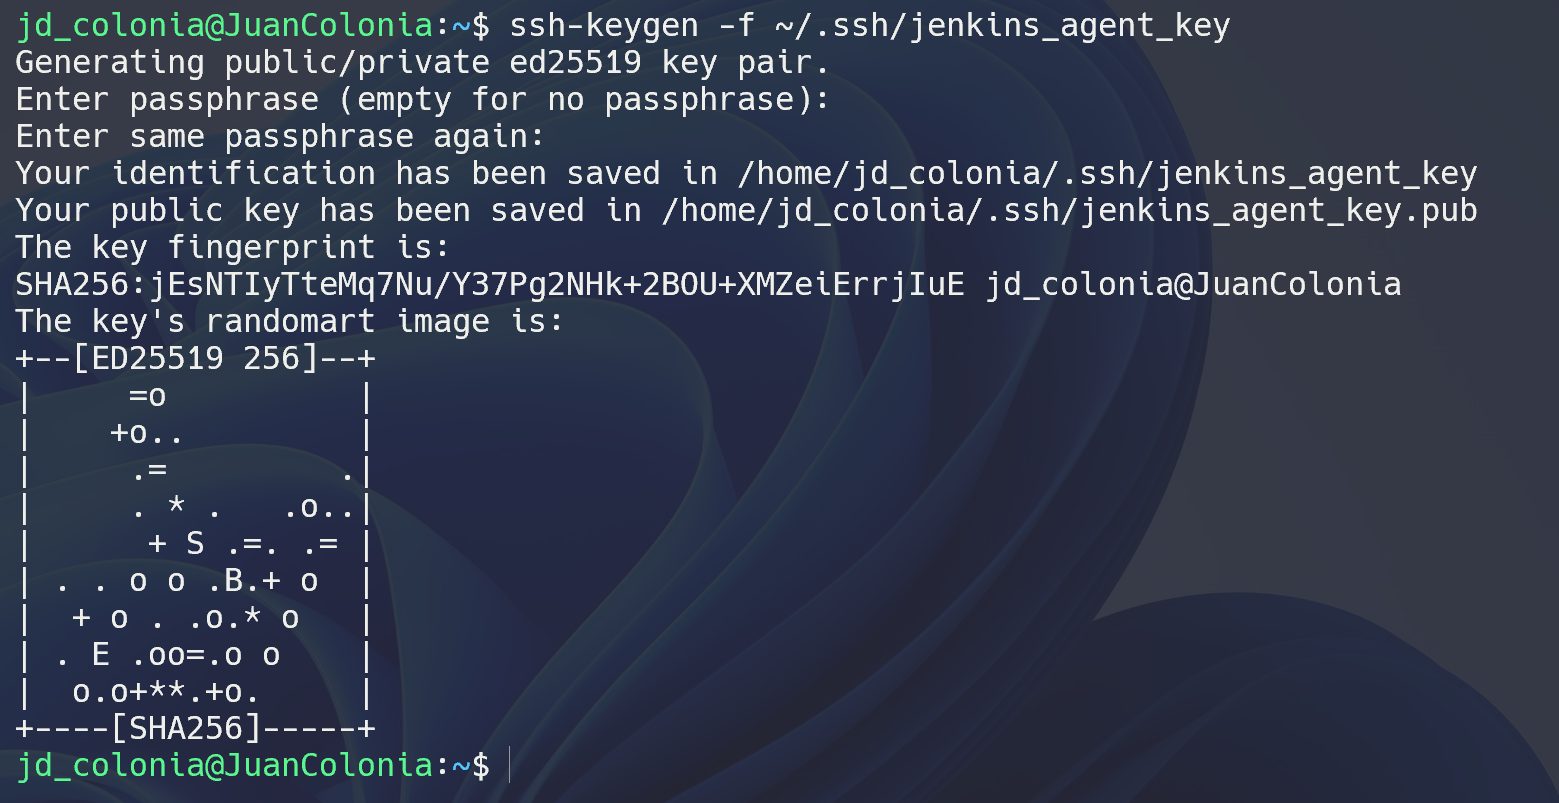 jd_colonia@JuanColonia:~$ ssh-keygen -f ~/.ssh/jenkins_agent_key
Generating public/private ed25519 key pair.
Enter passphrase (empty for no passphrase):
Enter same passphrase again:
Your identification has been saved in /home/jd_colonia/.ssh/jenkins_agent_key
Your public key has been saved in /home/jd_colonia/.ssh/jenkins_agent_key.pub
The key fingerprint is:
SHA256:jEsNTIyTteMq7Nu/Y37Pg2NHk+2BOU+XMZeiErrjIuE jd_colonia@JuanColonia
The key's randomart image is:
+--[ED25519 256]--+
|     =o          |
|    +o..         |
|     .=         .|
|     . * .   .o..|
|      + S .=. .= |
| . . o o .B.+ o  |
|  + o . .o.* o   |
| . E .oo=.o o    |
|  o.o+**.+o.     |
+----[SHA256]-----+
jd_colonia@JuanColonia:~$